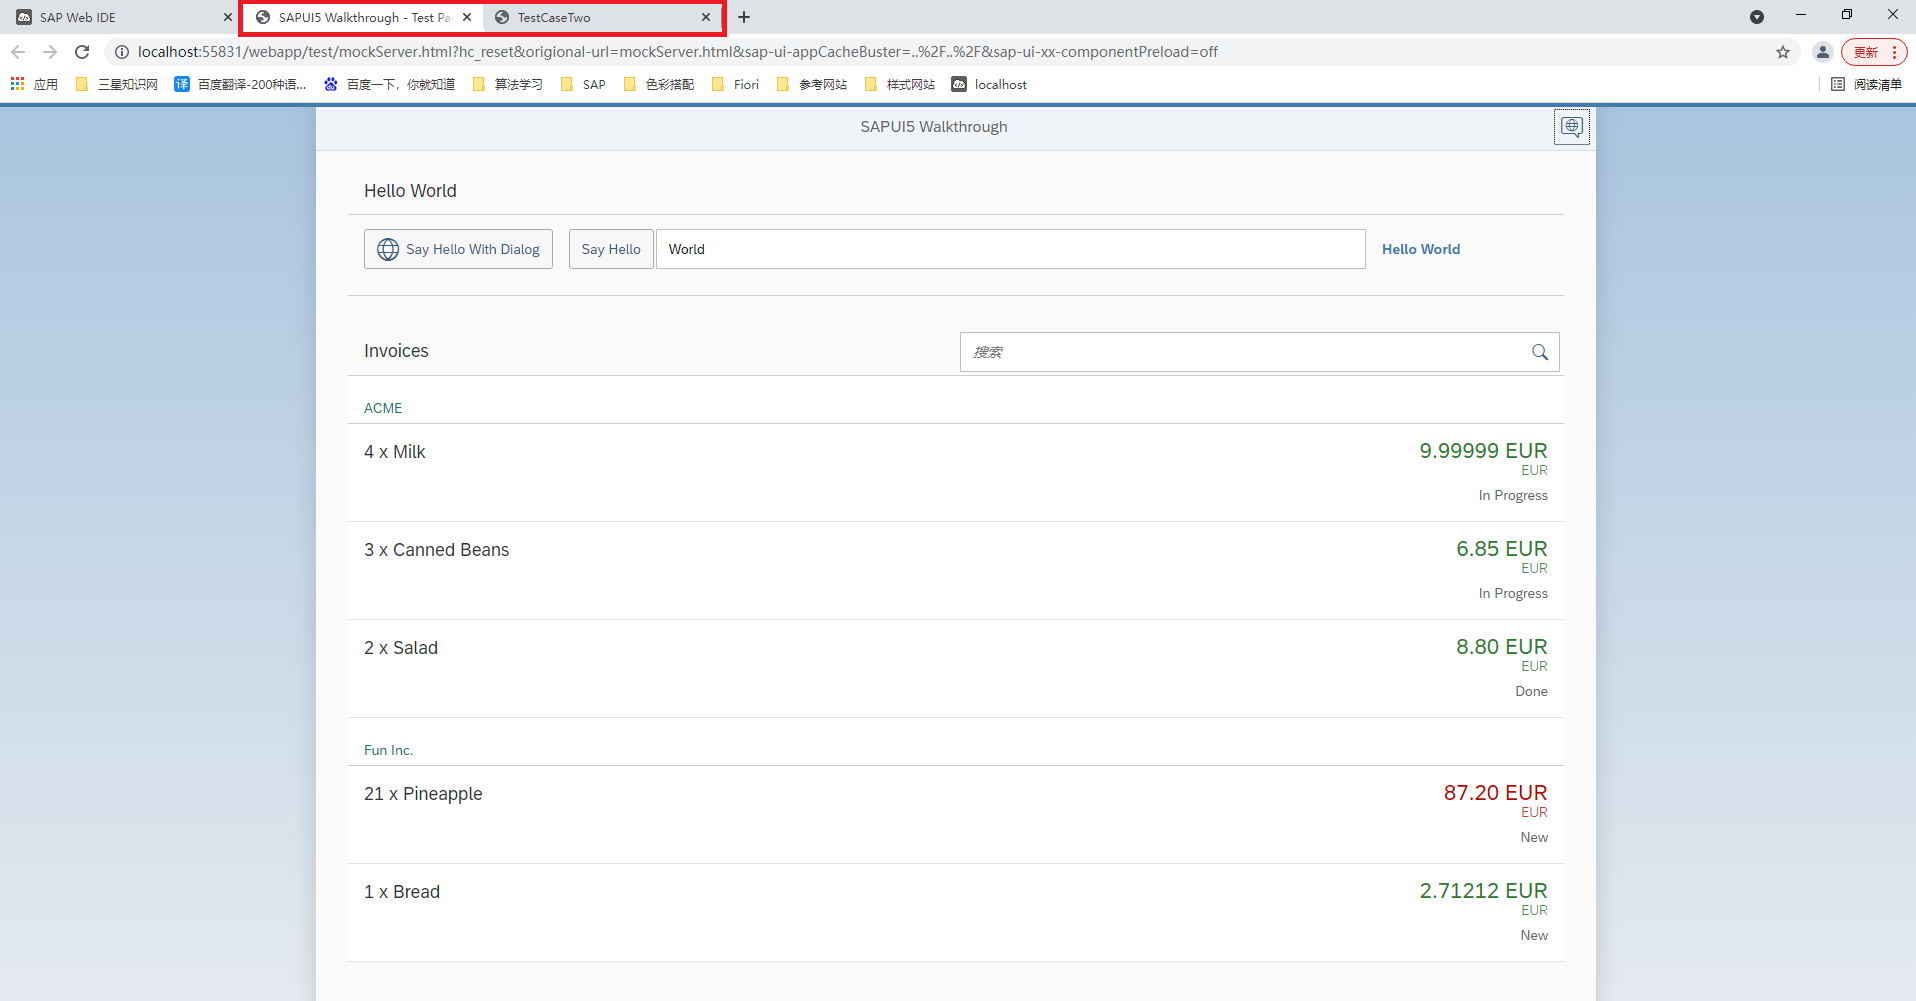 SAP Web IDE
SAPUI5 Walkthrough - Test Pa
TestCaseTwo
localhost:55831/webapp/test/mockServer.html?hc_reset&origional-url=mockServer.html&sap-ui-appCacheBuster=..%2F..%2F&sap-ui-xx-componentPreload=off
更新
应用
三星知识网
译
百度翻译-200种语...
百度一下，你就知道
算法学习
SAP
色彩搭配
Fiori
参考网站
样式网站
localhost
阅读清单
SAPUI5 Walkthrough
Hello World
Say Hello With Dialog
Say Hello
World
Hello World
Invoices
搜索
ACME
4 x Milk
9.99999 EUR
EUR
In Progress
3 x Canned Beans
6.85 EUR
EUR
In Progress
2 x Salad
8.80 EUR
EUR
Done
Fun Inc.
21 x Pineapple
87.20 EUR
EUR
New
1 x Bread
2.71212 EUR
EUR
New